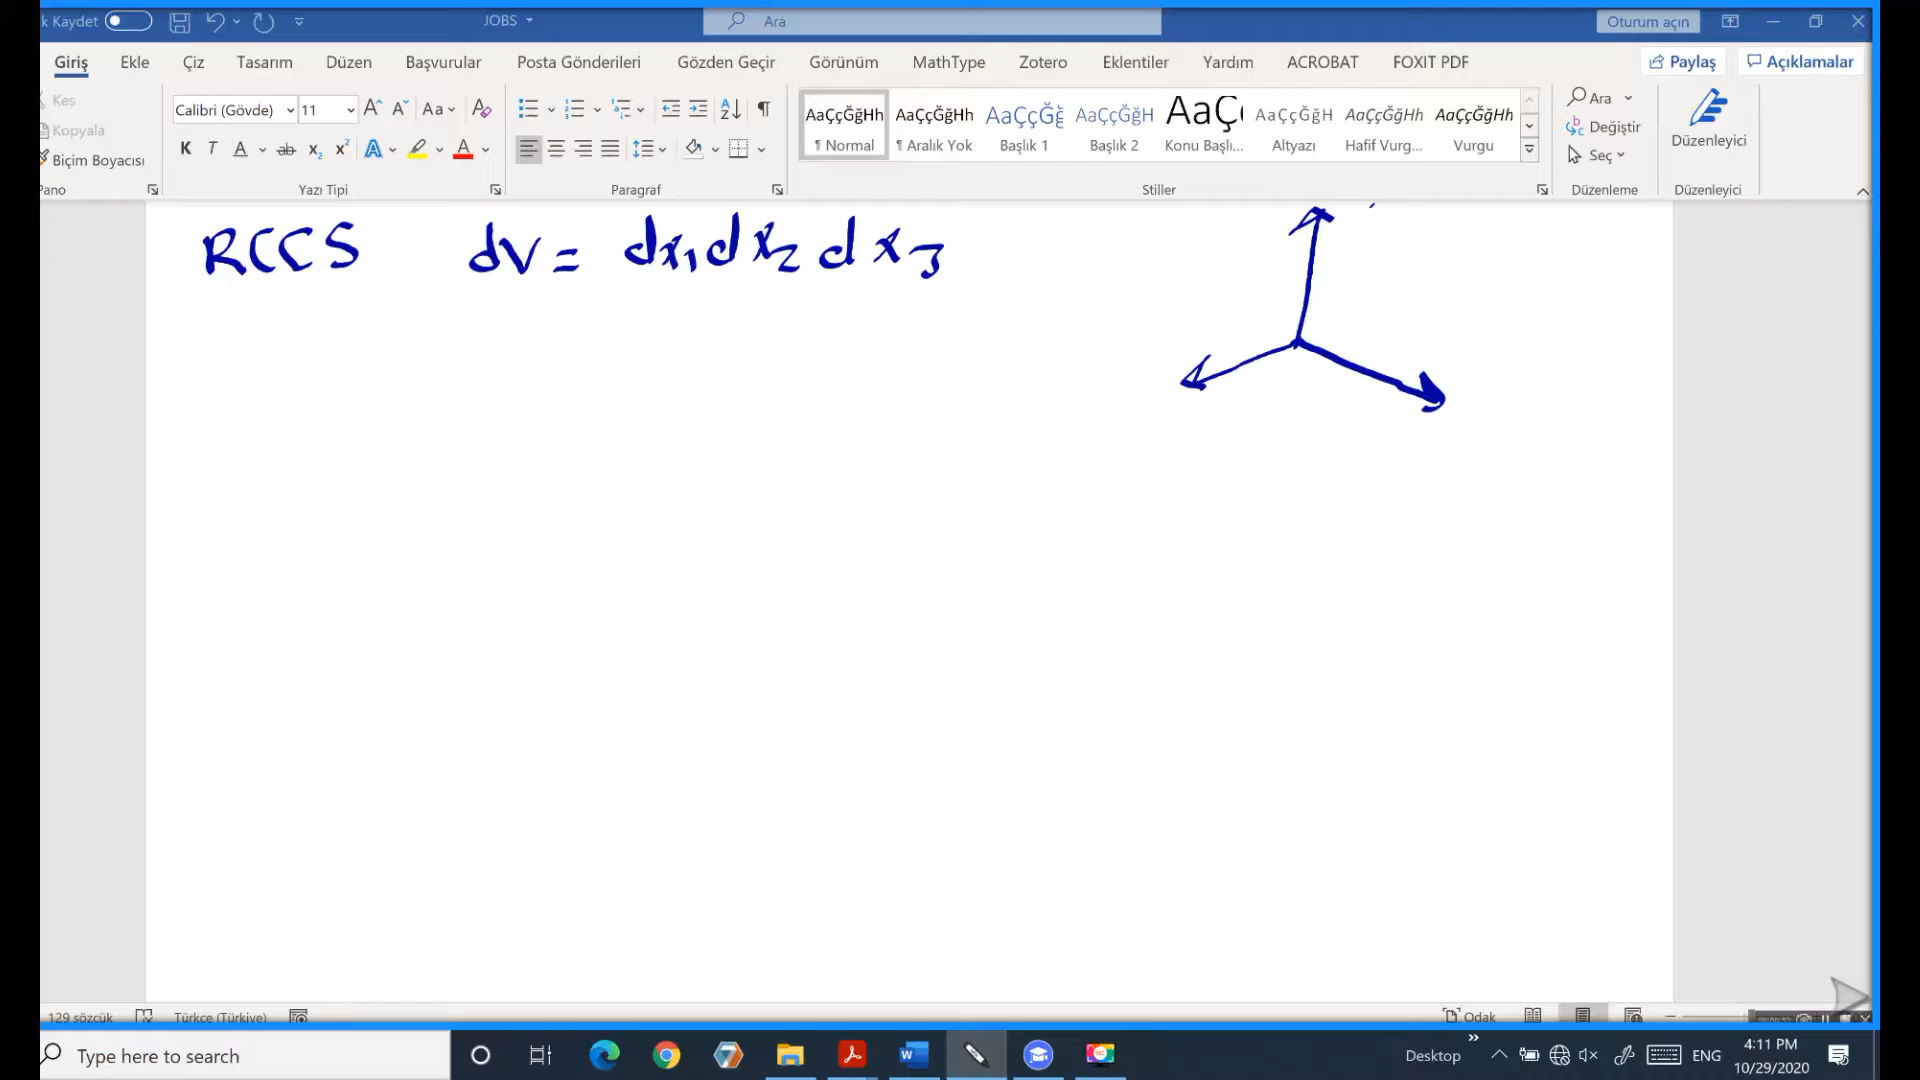 k Kaydet JOBS Ara Oturum açın
Giriş Ekle Çiz Tasarım Düzen Başvurular Posta Gönderileri Gözden Geçir Görünüm MathType Zotero Eklentiler Yardım ACROBAT FOXIT PDF Paylaş Açıklamalar
Kes
Kopyala
Biçim Boyacısı
Pano
Calibri (Gövde) 11
Yazı Tipi
Paragraf
AaÇçĞğHh AaÇçĞğHh AaÇçĞğ AaÇçĞğH AaÇ AaÇçĞğH AaÇçĞğHh AaÇçĞğHh
¶ Normal ¶ Aralık Yok Başlık 1 Başlık 2 Konu Başlı... Altyazı Hafif Vurg... Vurgu
Stiller
Ara
Değiştir
Seç
Düzenleme
Düzenleyici
Düzenleyici
RCCS dV = dx₁ dx₂ dx₃
129 sözcük Türkçe (Türkiye) Odak
Type here to search Desktop ENG 4:11 PM
10/29/2020